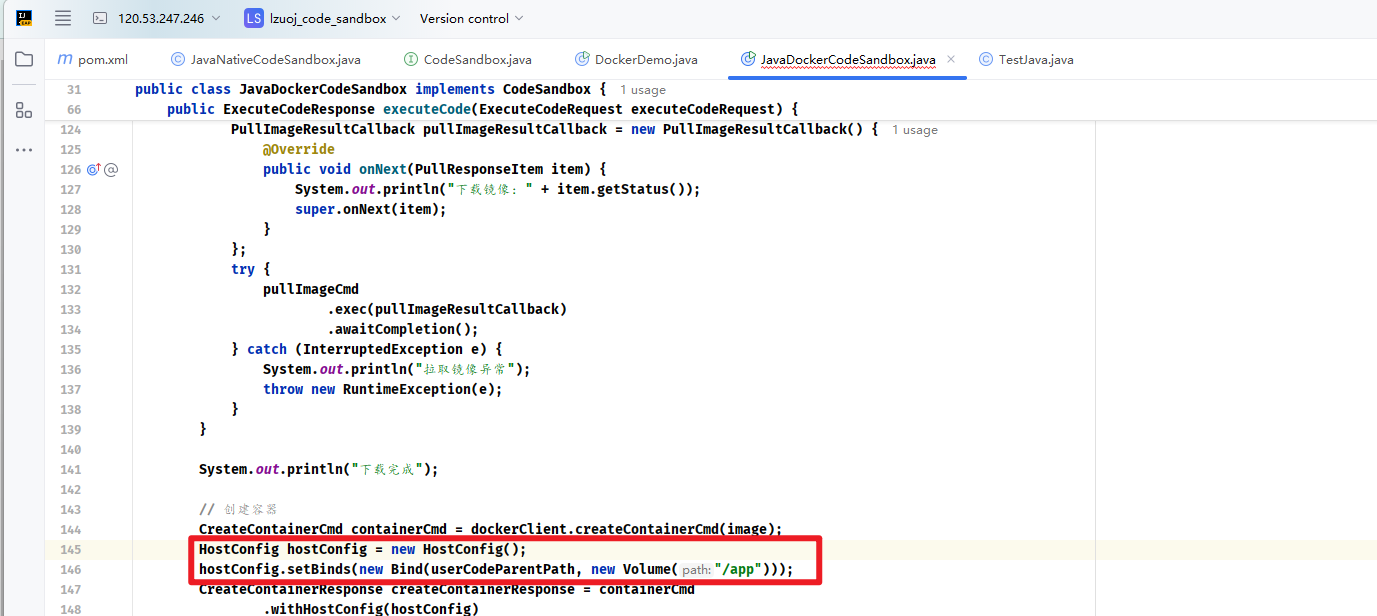 120.53.247.246 LS lzuoj_code_sandbox Version control
m pom.xml JavaNativeCodeSandbox.java CodeSandbox.java DockerDemo.java JavaDockerCodeSandbox.java TestJava.java
31 public class JavaDockerCodeSandbox implements CodeSandbox { 1 usage
66 public ExecuteCodeResponse executeCode(ExecuteCodeRequest executeCodeRequest) {
124 PullImageResultCallback pullImageResultCallback = new PullImageResultCallback() { 1 usage
125 @Override
126 public void onNext(PullResponseItem item) {
127 System.out.println("下载镜像: " + item.getStatus());
128 super.onNext(item);
129 }
130 };
131 try {
132 pullImageCmd
133 .exec(pullImageResultCallback)
134 .awaitCompletion();
135 } catch (InterruptedException e) {
136 System.out.println("拉取镜像异常");
137 throw new RuntimeException(e);
138 }
139 }
140
141 System.out.println("下载完成");
142
143 // 创建容器
144 CreateContainerCmd containerCmd = dockerClient.createContainerCmd(image);
145 HostConfig hostConfig = new HostConfig();
146 hostConfig.setBinds(new Bind(userCodeParentPath, new Volume( path: "/app")));
147 CreateContainerResponse createContainerResponse = containerCmd
148 .withHostConfig(hostConfig)